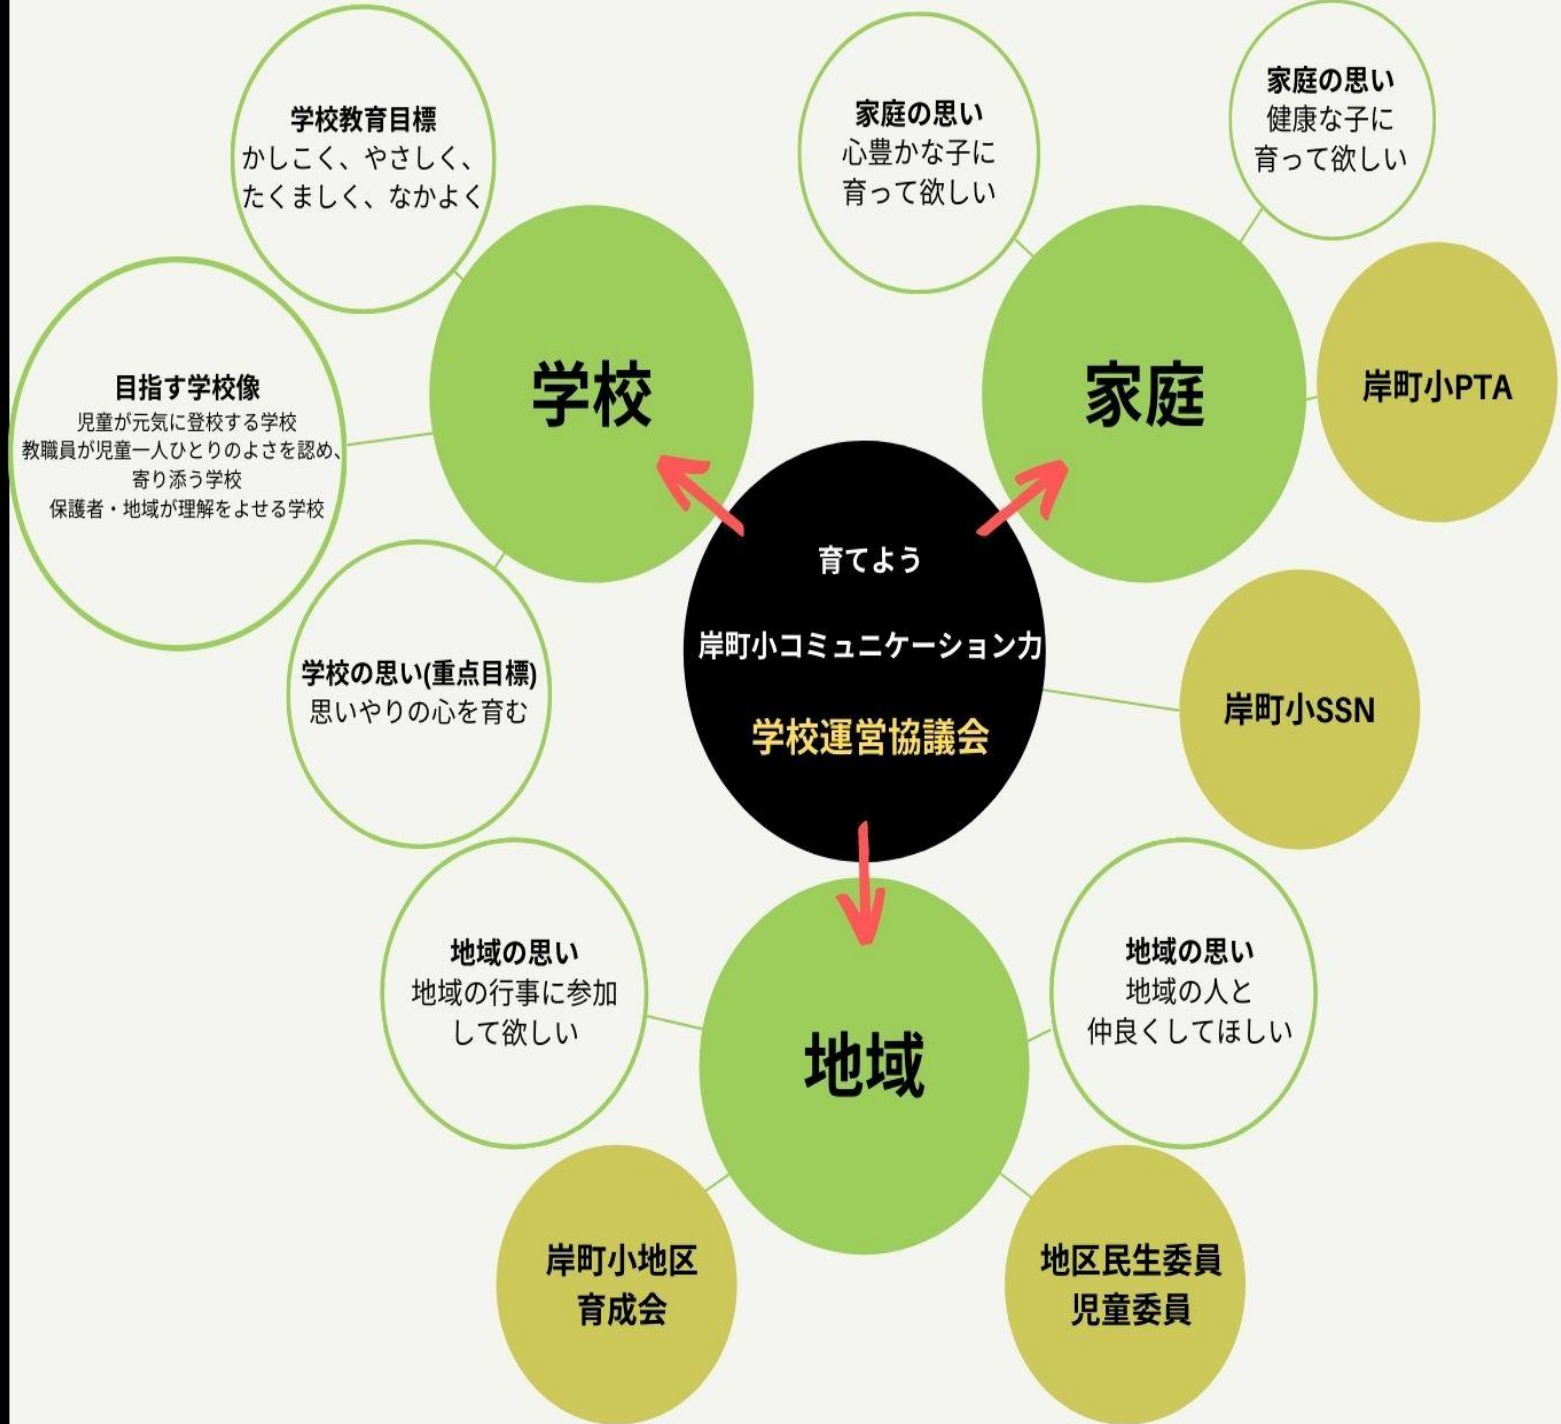 学校教育目標
かしこく、やさしく、
たくましく、なかよく
家庭の思い
心豊かな子に
育って欲しい
家庭の思い
健康な子に
育って欲しい
目指す学校像
児童が元気に登校する学校
教職員が児童一人ひとりのよさを認め、
寄り添う学校
保護者・地域が理解をよせる学校
学校
家庭
岸町小PTA
育てよう
岸町小コミュニケーション力
学校運営協議会
学校の思い(重点目標)
思いやりの心を育む
岸町小SSN
地域の思い
地域の行事に参加
して欲しい
地域
地域の思い
地域の人と
仲良くしてほしい
岸町小地区
育成会
地区民生委員
児童委員